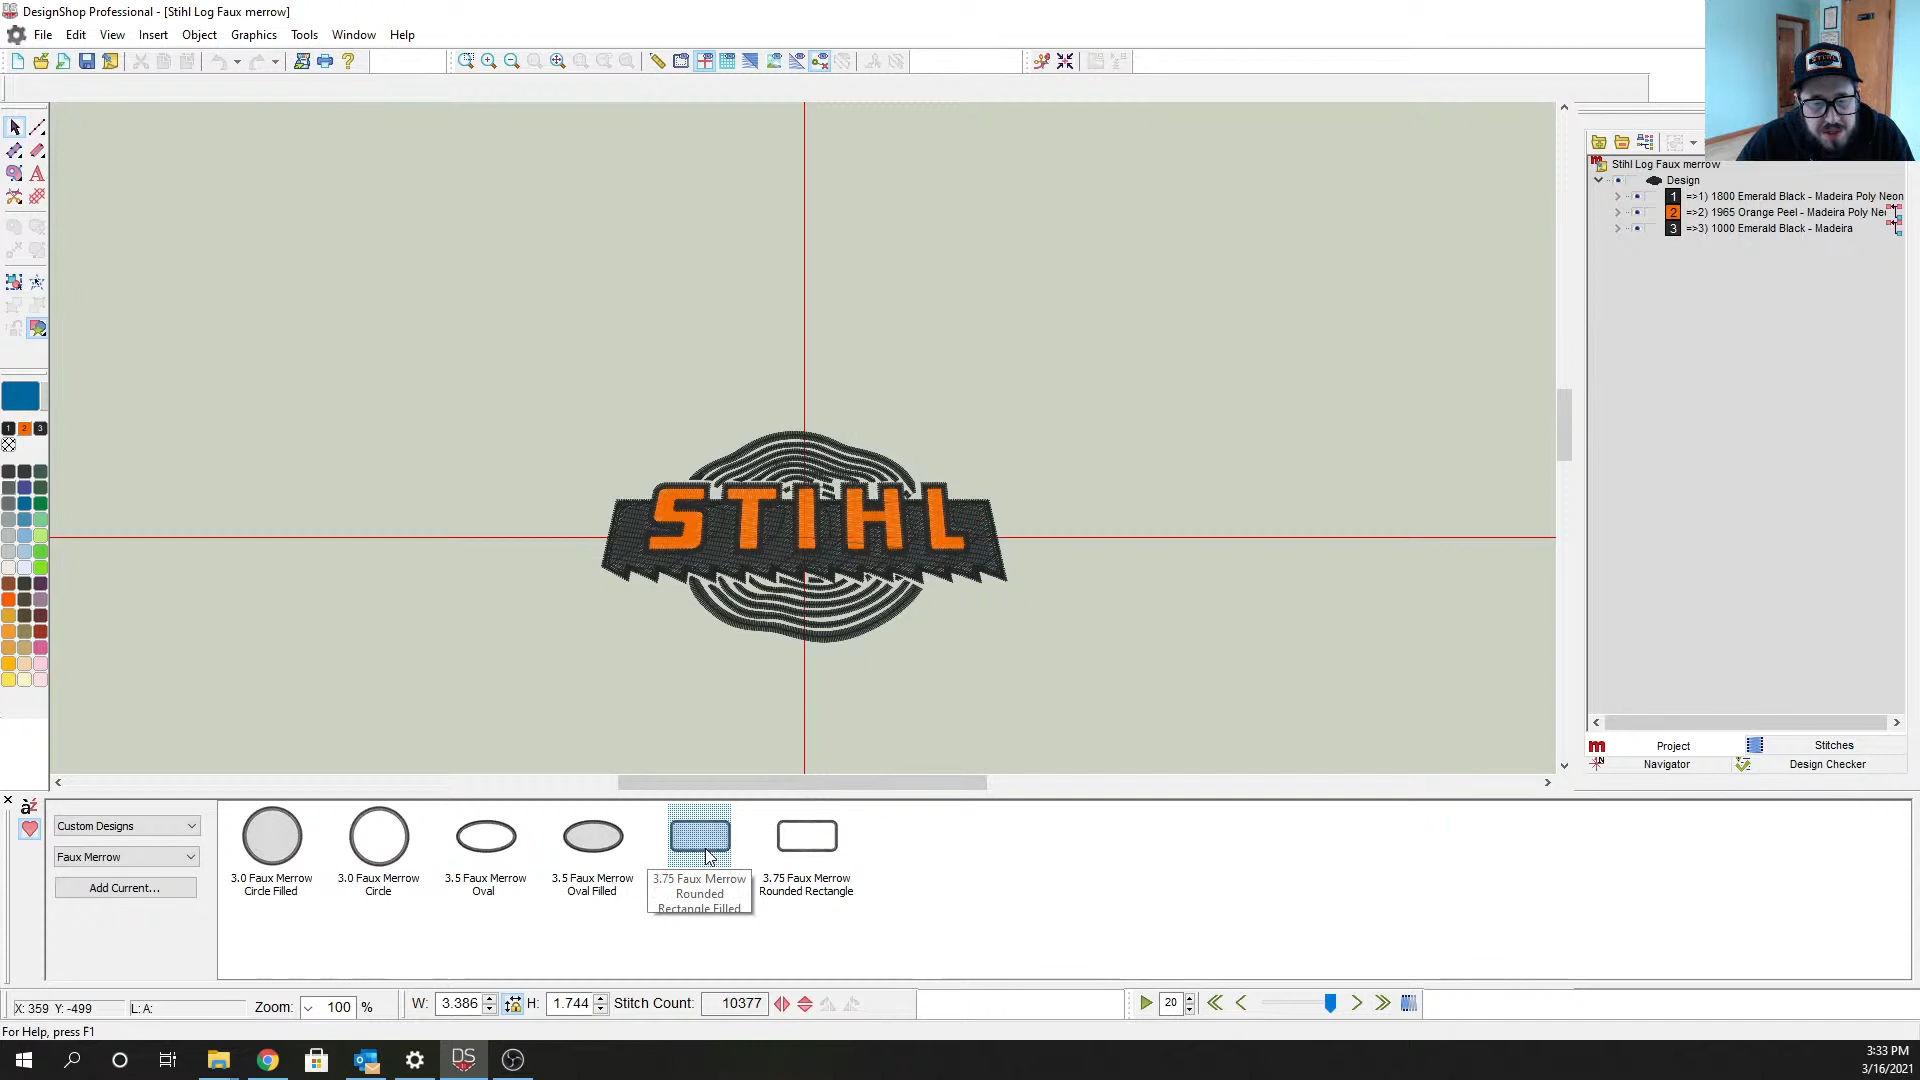 DesignShop Professional - [Stihl Log Faux merrow]
File Edit View Insert Object Graphics Tools Window Help
Stihl Log Faux merrow
Design
1 =>1) 1800 Emerald Black - Madeira Poly Neon
2 =>2) 1965 Orange Peel - Madeira Poly Neo
3 =>3) 1000 Emerald Black - Madeira
1 2 3
STIHL
Project Stitches
Navigator Design Checker
Custom Designs
Faux Merrow
Add Current...
3.0 Faux Merrow
Circle Filled
3.0 Faux Merrow
Circle
3.5 Faux Merrow
Oval
3.5 Faux Merrow
Oval Filled
3.75 Faux Merrow
Rounded
Rectangle Filled
3.75 Faux Merrow
Rounded Rectangle
X: 359 Y: -499 L: A: Zoom: 100 % W: 3.386 H: 1.744 Stitch Count: 10377 20
For Help, press F1
DS
3:33 PM
3/16/2021